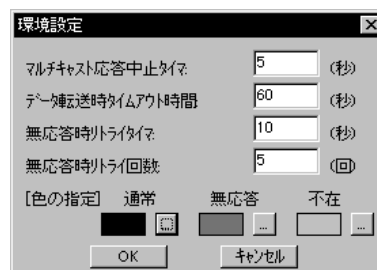 環境設定
マルチキャスト応答中止タイマ: 5 (秒)
データ転送時タイムアウト時間: 60 (秒)
無応答時リトライタイマ: 10 (秒)
無応答時リトライ回数: 5 (回)
[色の指定] 通常 無応答 不在
... ... ...
OK キャンセル